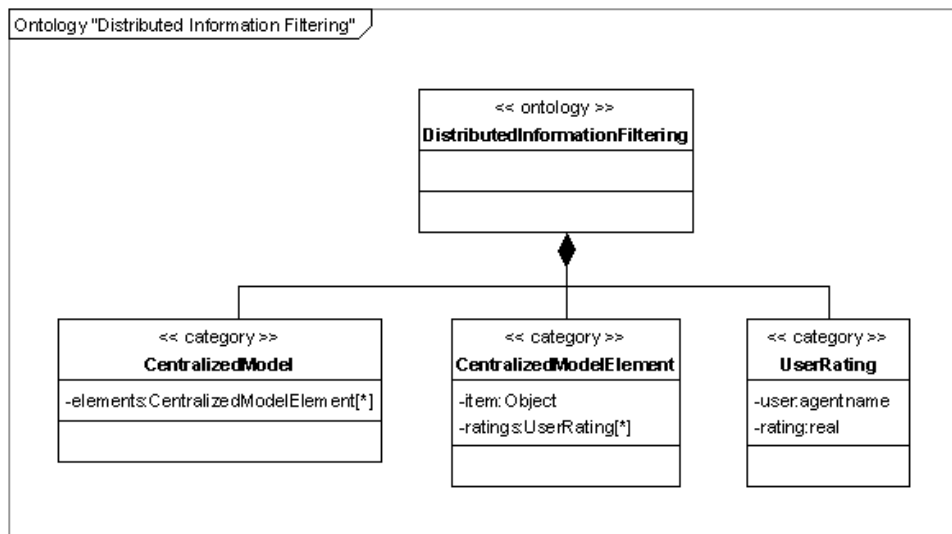 Ontology "Distributed Information Filtering"
<< ontology >>
DistributedInformationFiltering
<< category >>
CentralizedModel
-elements:CentralizedModelElement[*]
<< category >>
CentralizedModelElement
-item:Object
-ratings:UserRating[*]
<< category >>
UserRating
-user:agentname
-rating:real